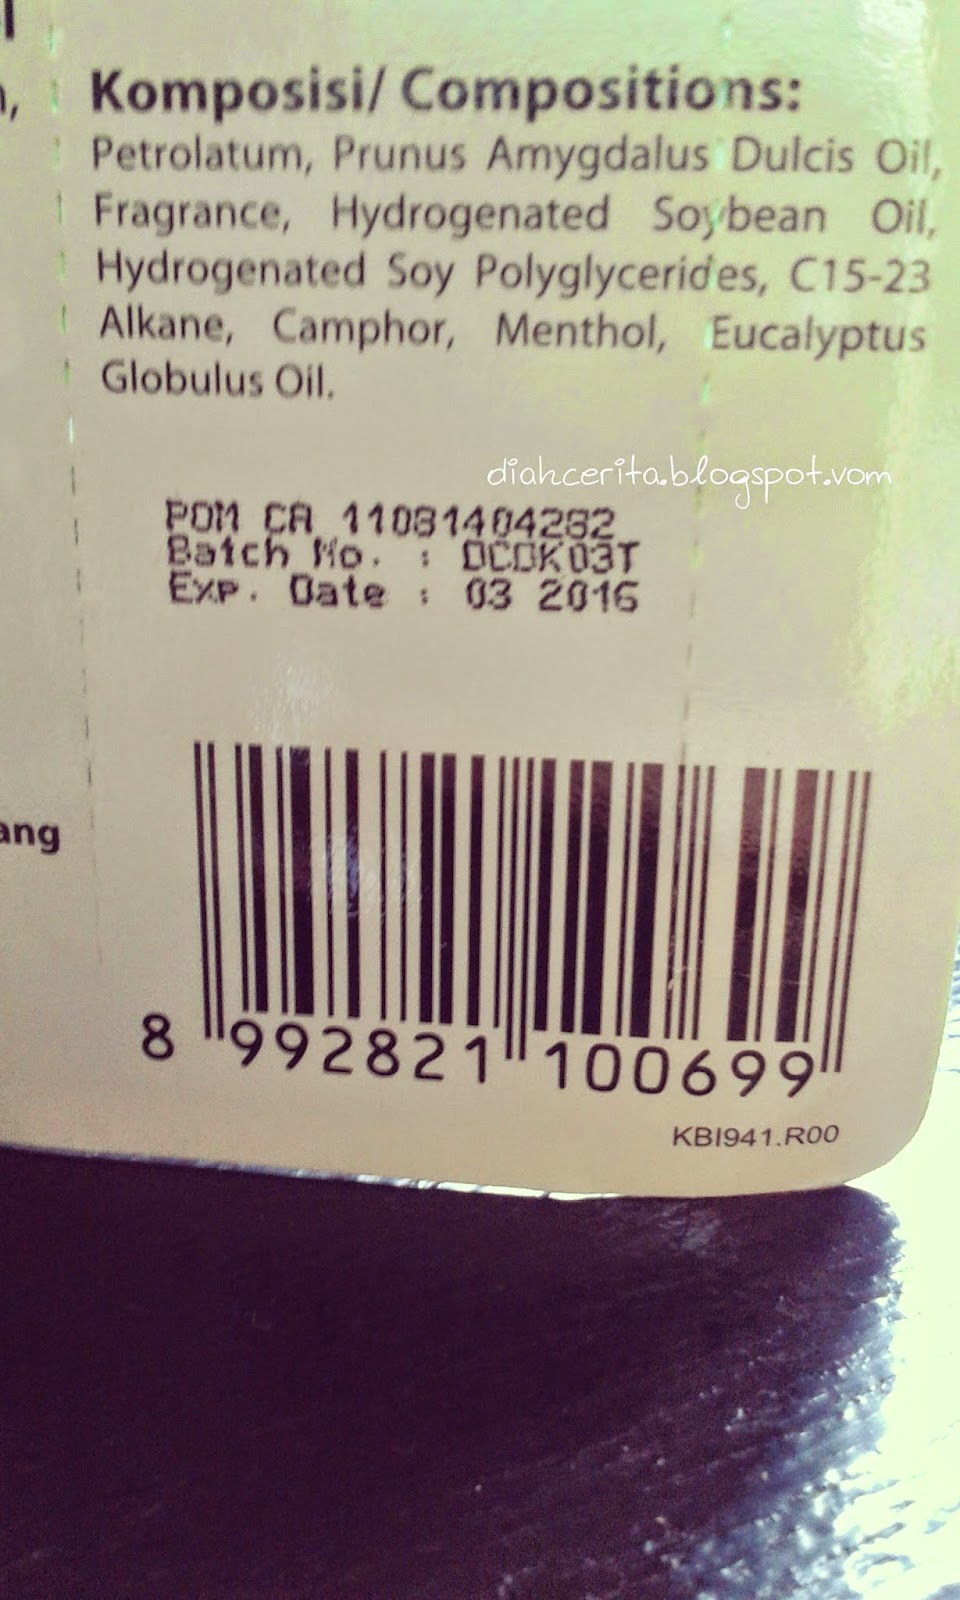 Komposisi/ Compositions:
Petrolatum, Prunus Amygdalus Dulcis Oil,
Fragrance, Hydrogenated Soybean Oil,
Hydrogenated Soy Polyglycerides, C15-23
Alkane, Camphor, Menthol, Eucalyptus
Globulus Oil.
diahcerita.blogspot.vom
POM CA 11081404282
Batch No. : DCDK03T
Exp. Date : 03 2016
ang
8 992821 100699
KBI941.R00